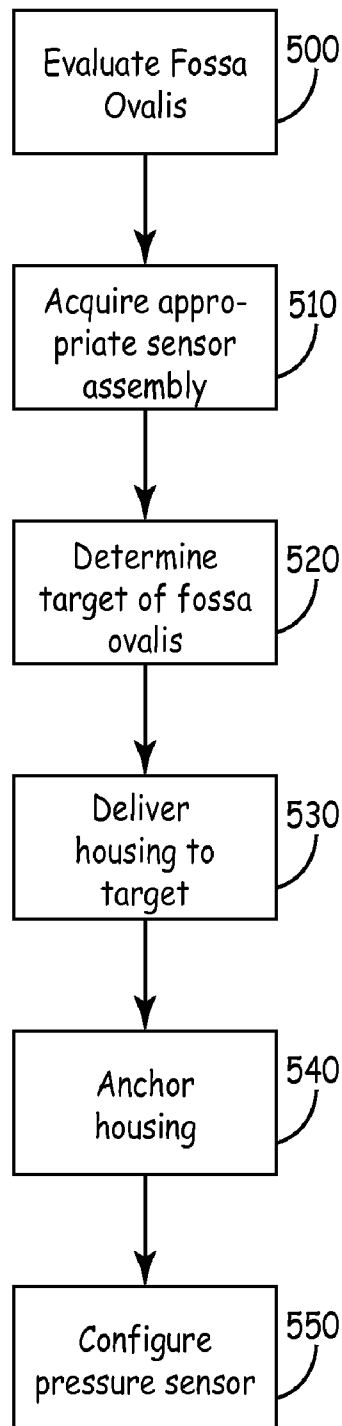 Evaluate Fossa
Ovalis
500
Acquire appro-
priate sensor
assembly
510
Determine
target of fossa
ovalis
520
Deliver
housing to
target
530
Anchor
housing
540
Configure
pressure sensor
550